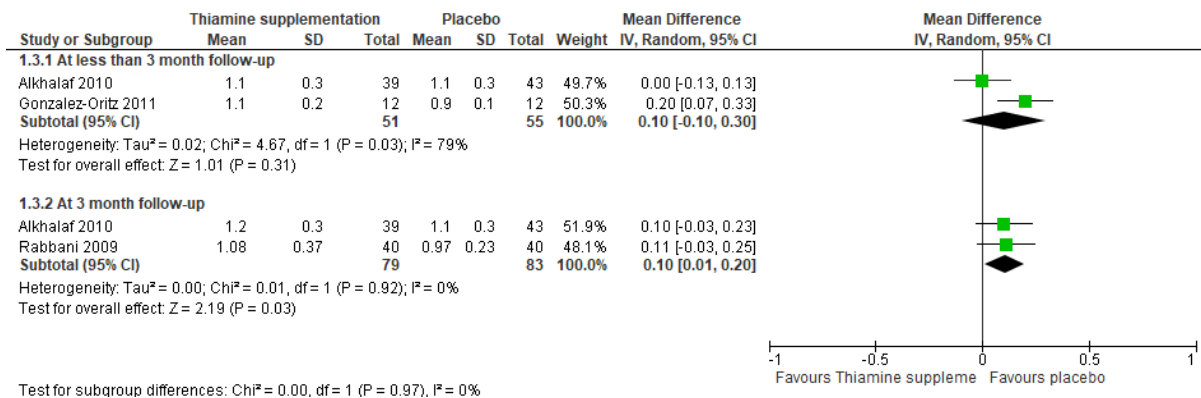 Thiamine supplementation Placebo Mean Difference Mean Difference
Study or Subgroup Mean SD Total Mean SD Total Weight IV, Random, 95% CI IV, Random, 95% CI
1.3.1 At less than 3 month follow-up
Alkhalaf 2010 1.1 0.3 39 1.1 0.3 43 49.7% 0.00 [-0.13, 0.13]
Gonzalez-Oritz 2011 1.1 0.2 12 0.9 0.1 12 50.3% 0.20 [0.07, 0.33]
Subtotal (95% CI) 51 55 100.0% 0.10 [-0.10, 0.30]
Heterogeneity: Tau² = 0.02; Chi² = 4.67, df = 1 (P = 0.03); I² = 79%
Test for overall effect: Z = 1.01 (P = 0.31)
1.3.2 At 3 month follow-up
Alkhalaf 2010 1.2 0.3 39 1.1 0.3 43 51.9% 0.10 [-0.03, 0.23]
Rabbani 2009 1.08 0.37 40 0.97 0.23 40 48.1% 0.11 [-0.03, 0.25]
Subtotal (95% CI) 79 83 100.0% 0.10 [0.01, 0.20]
Heterogeneity: Tau² = 0.00; Chi² = 0.01, df = 1 (P = 0.92); I² = 0%
Test for overall effect: Z = 2.19 (P = 0.03)
-1 -0.5 0 0.5 1
Favours Thiamine suppleme Favours placebo
Test for subgroup differences: Chi² = 0.00, df = 1 (P = 0.97), I² = 0%